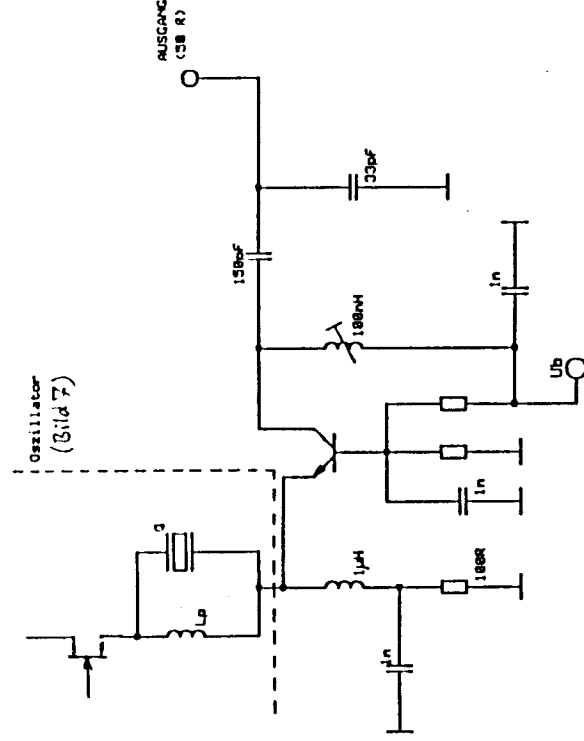 AUSGANG
(50 R)
Oszillator
(Bild 7)
Q
Lp
150pF
33pF
100nH
1n
Ub
1n
1µH
100R
1n